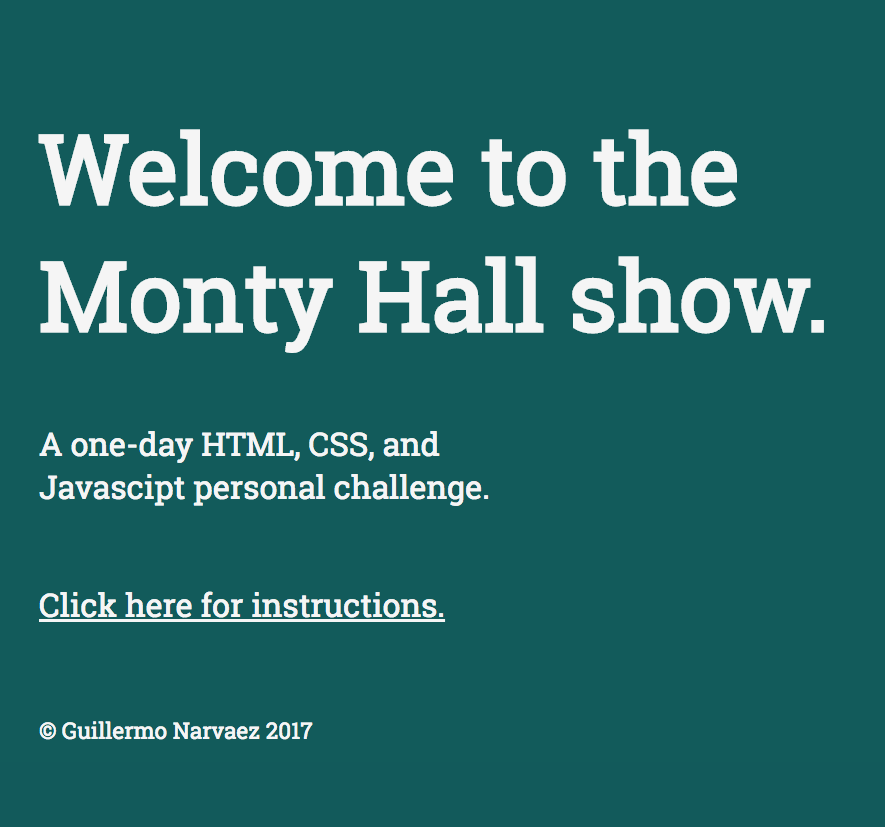 Welcome to the
Monty Hall show.
A one-day HTML, CSS, and
Javascipt personal challenge.
Click here for instructions.
© Guillermo Narvaez 2017